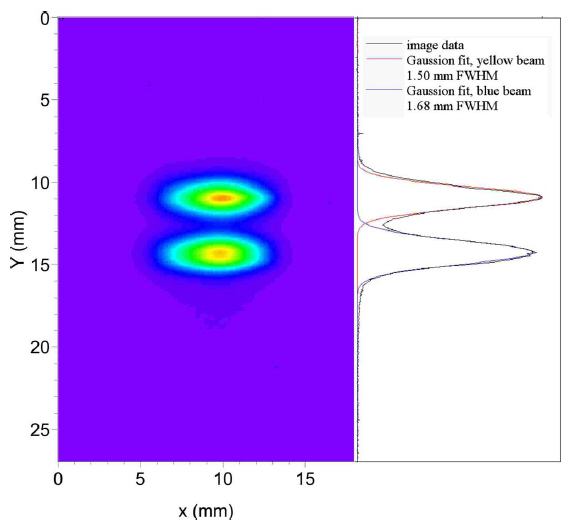 0
5
10
15
20
25
Y (mm)
0
5
10
15
x (mm)
image data
Gaussion fit, yellow beam
1.50 mm FWHM
Gaussion fit, blue beam
1.68 mm FWHM